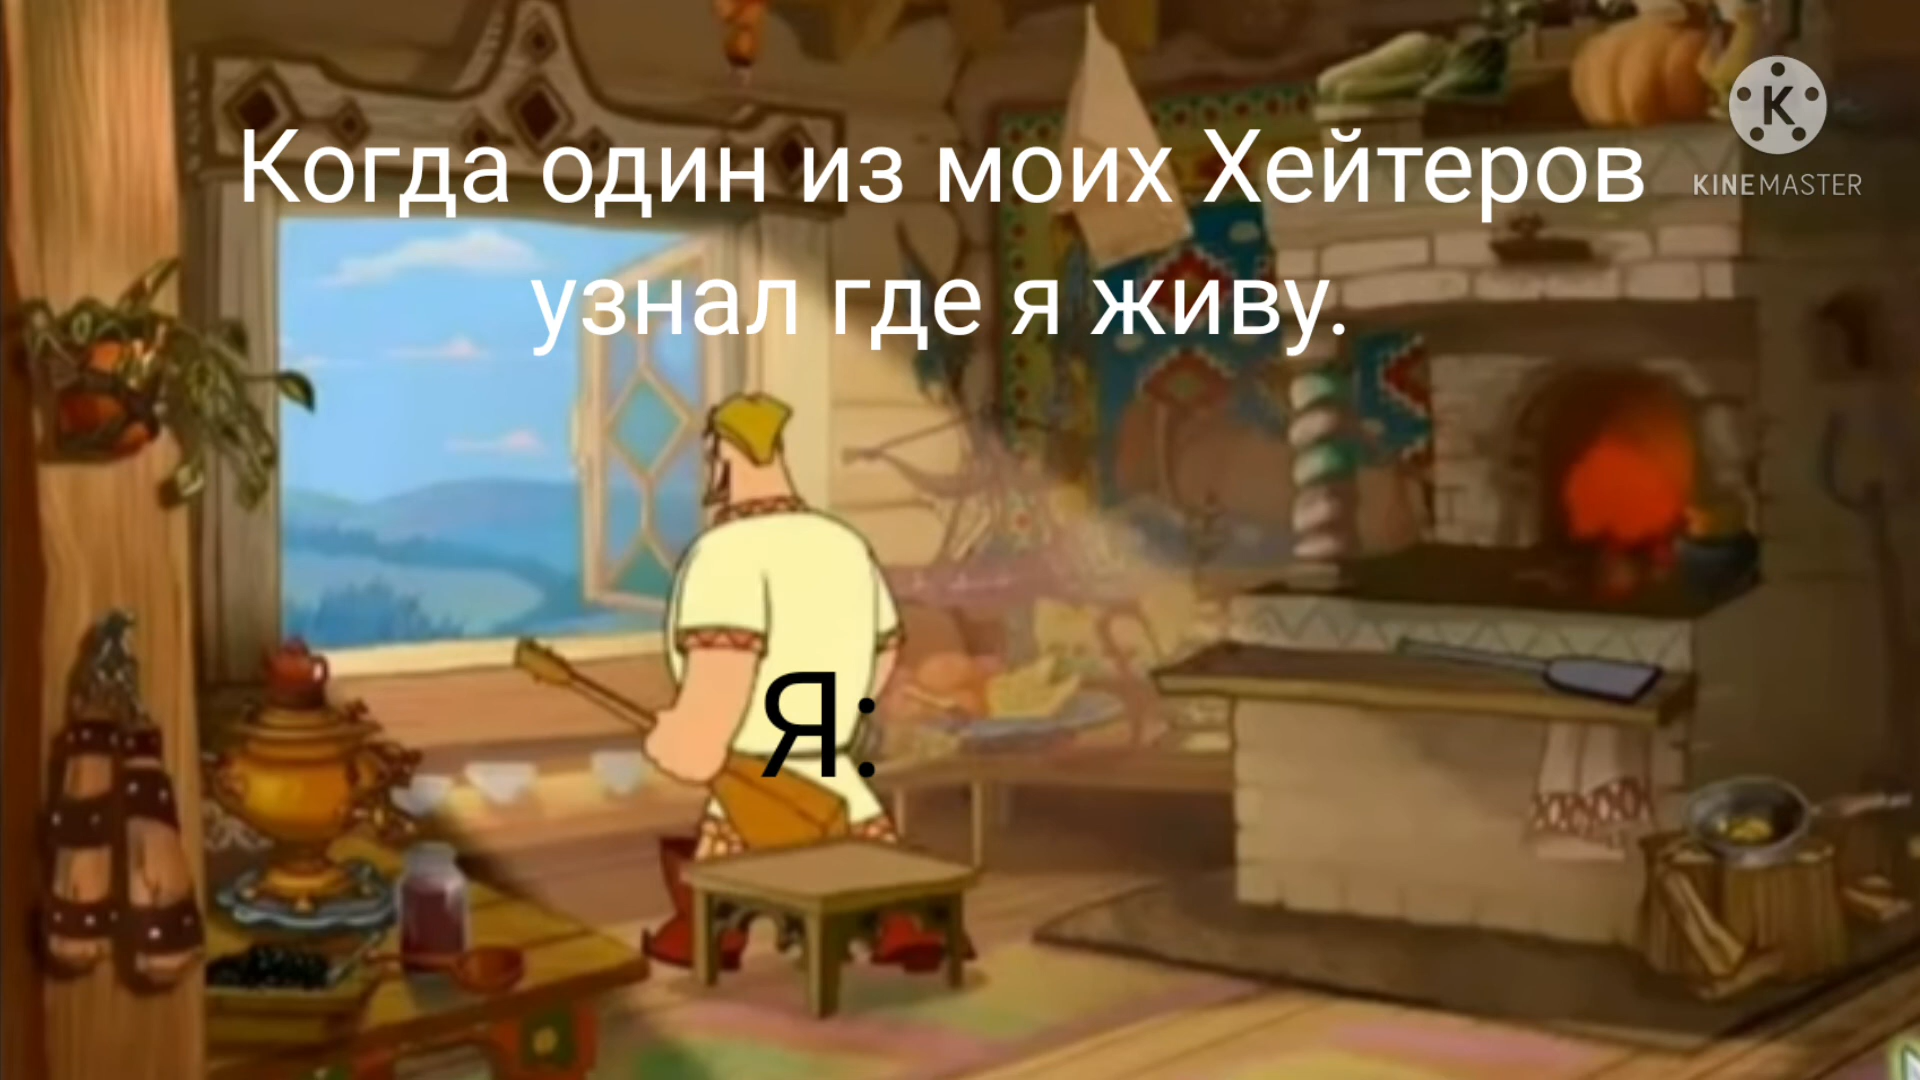 Когда один из моих Хейтеров
узнал где я живу.
Я:
K
KINEMASTER